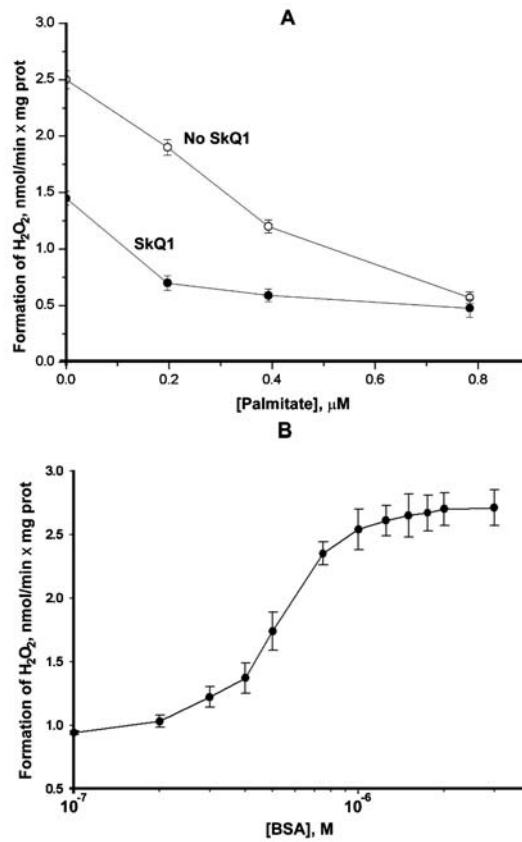 A
Formation of H₂O₂, nmol/min x mg prot
3.0
2.5
2.0
1.5
1.0
0.5
0.0
No SkQ1
SkQ1
0.0 0.2 0.4 0.6 0.8
[Palmitate], μM
B
Formation of H₂O₂, nmol/min x mg prot
3.0
2.5
2.0
1.5
1.0
0.5
10⁻⁷ 10⁻⁶
[BSA], M